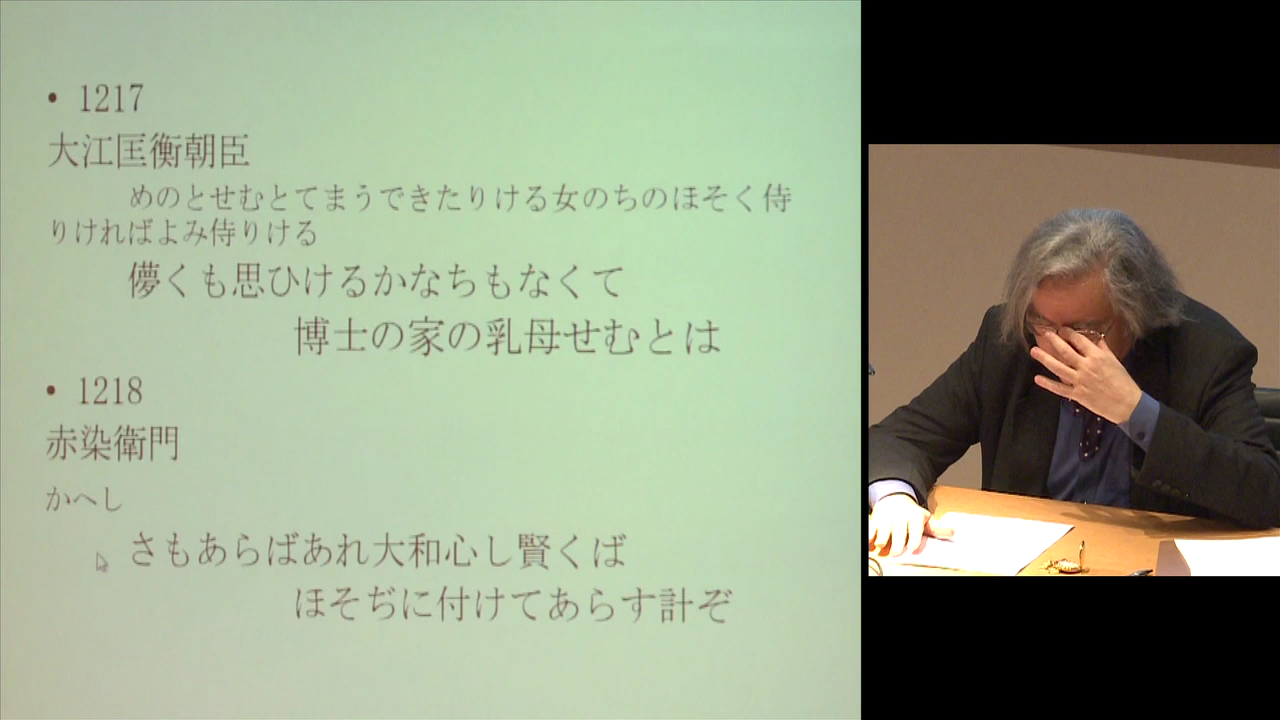 • 1217
大江匡衡朝臣
めのとせむとてまうできたりける女のちのほそく侍
りければよみ侍りける
儚くも思ひけるかなちもなくて
博士の家の乳母せむとは
• 1218
赤染衛門
かへし
さもあらばあれ大和心し賢くば
ほそぢに付けてあらす計ぞ